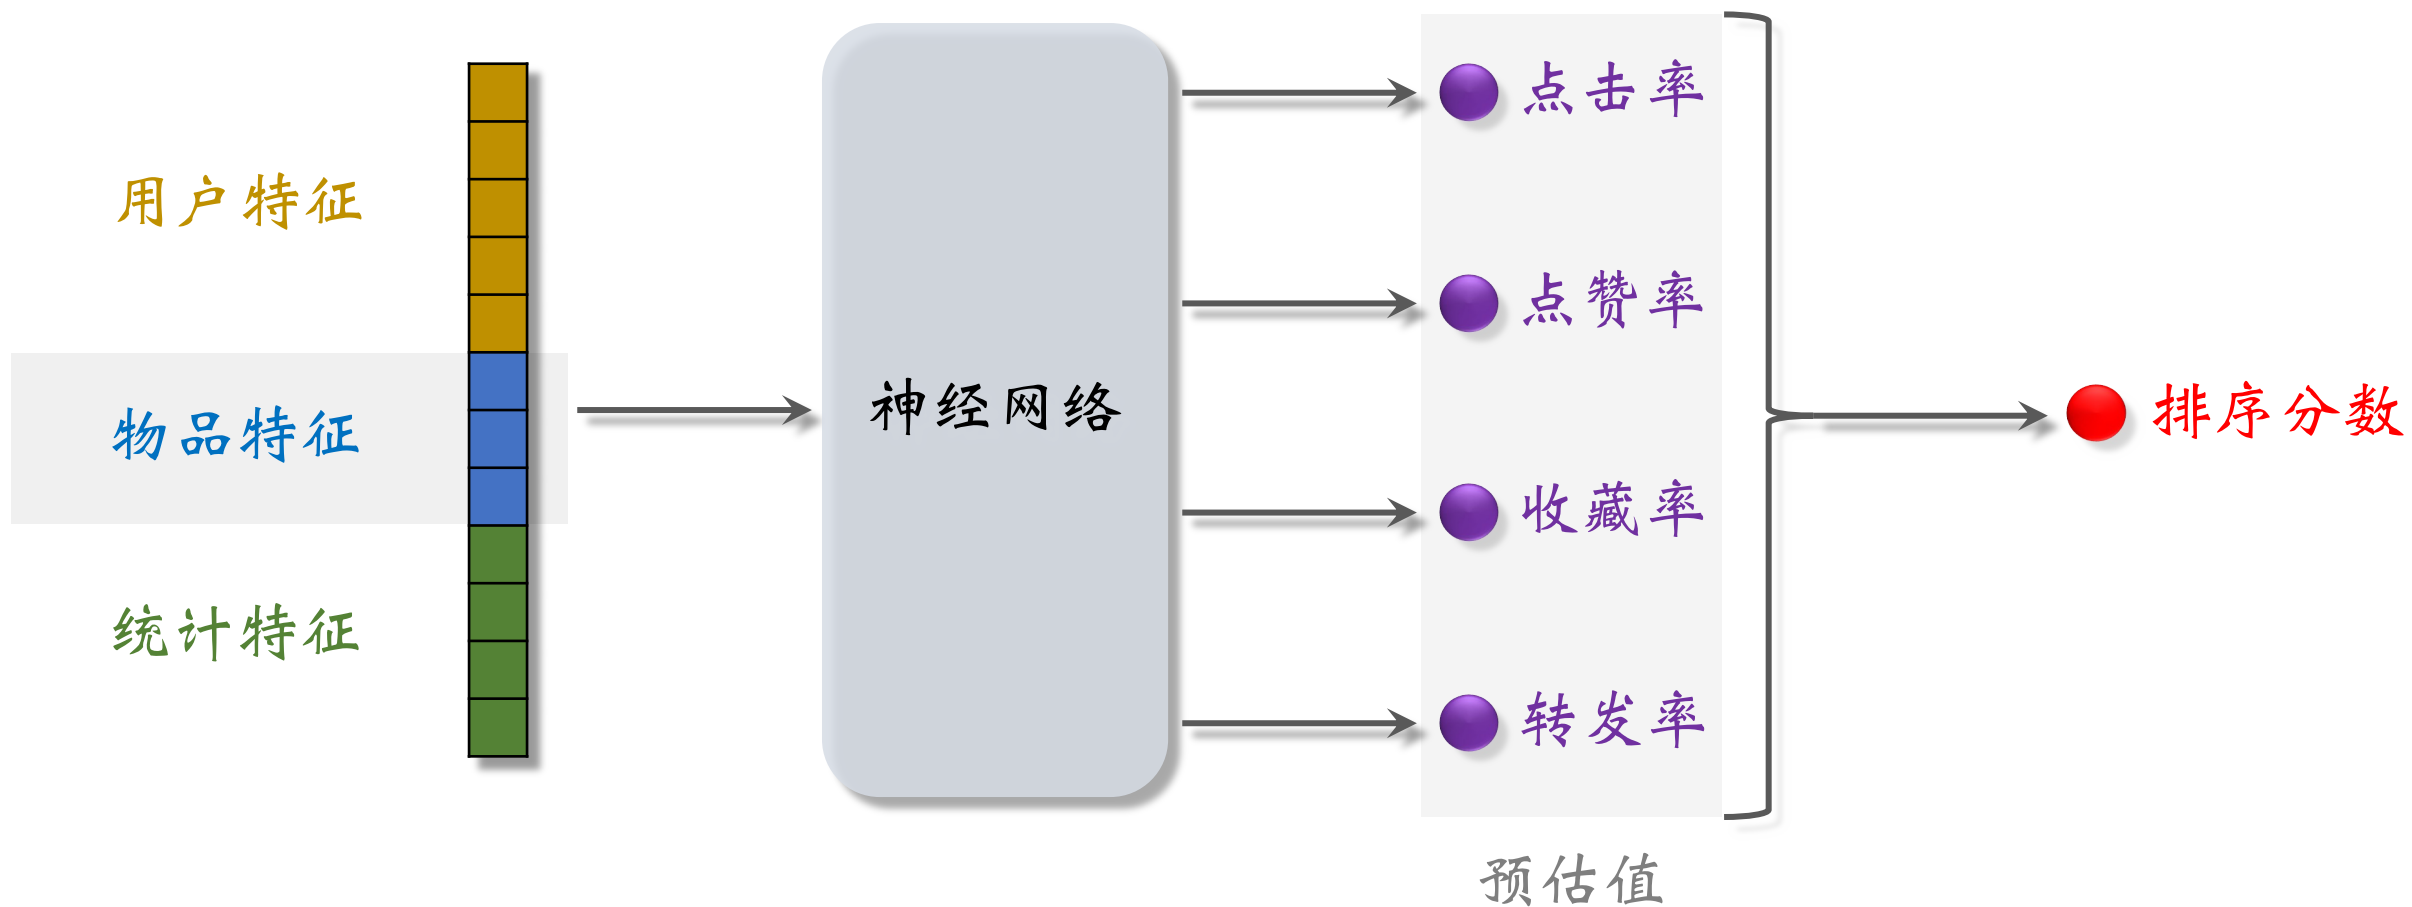 用户特征
物品特征
统计特征
神经网络
点击率
点赞率
收藏率
转发率
预估值
排序分数